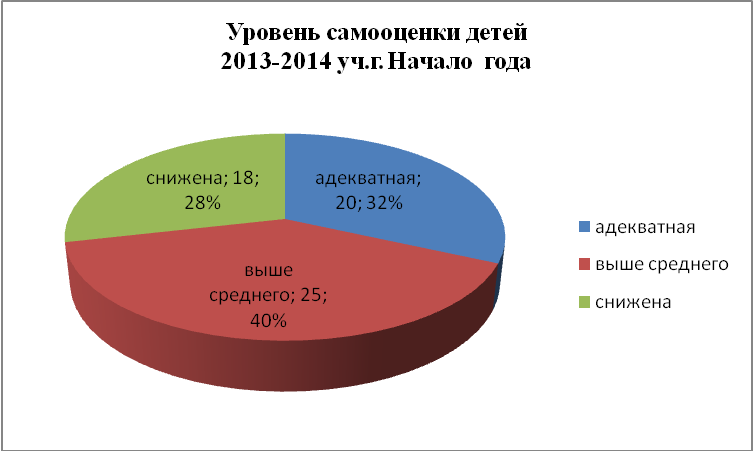 Уровень самооценки детей
2013-2014 уч.г. Начало года
снижена; 18;
28%
адекватная;
20; 32%
выше
среднего; 25;
40%
адекватная
выше среднего
снижена